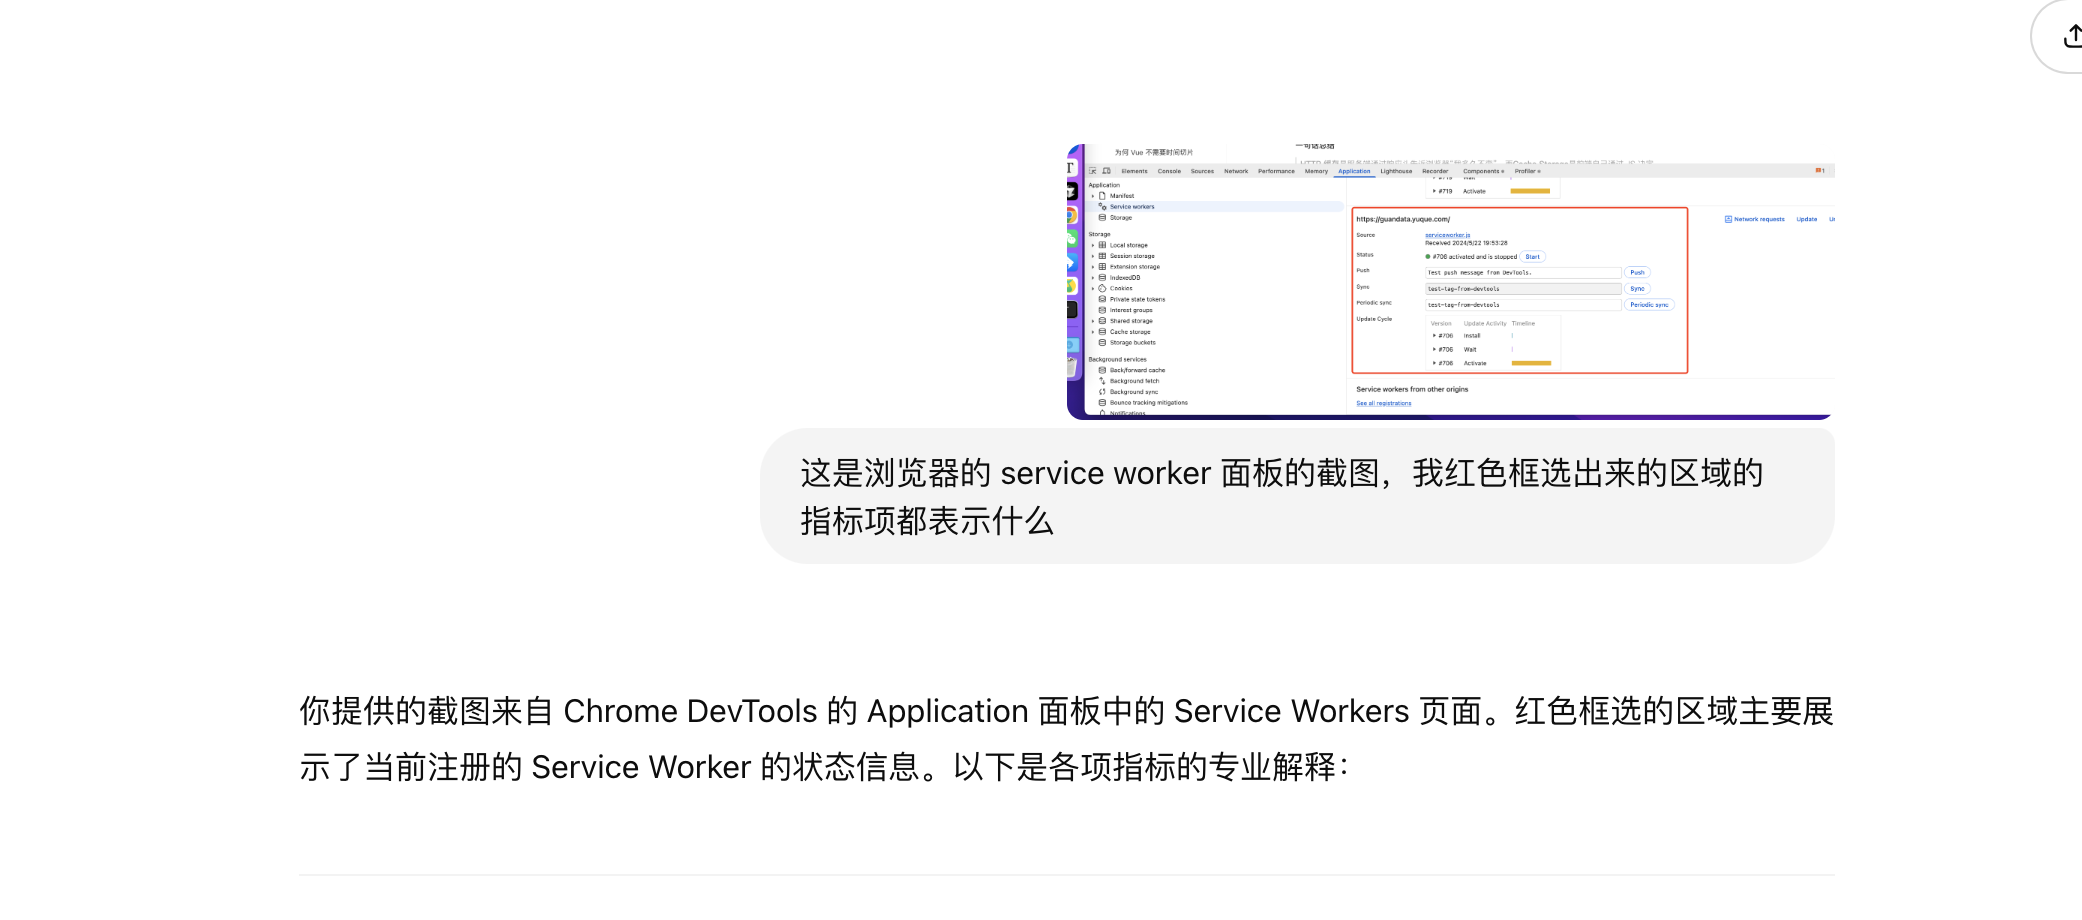 为何 Vue 不需要时间切片
一句话总结
Elements Console Sources Network Performance Memory Application Lighthouse Recorder Components Profiler 1
Application
Manifest
Service workers
Storage
Storage
Local storage
Session storage
Extension storage
IndexedDB
Cookies
Private state tokens
Interest groups
Shared storage
Cache storage
Storage buckets
Background services
Back/forward cache
Background fetch
Background sync
Bounce tracking mitigations
Notifications
#719 Wait
#719 Activate
https://guandata.yuque.com/
Network requests Update
Source serviceworker.js
Received 2024/5/22 19:53:28
Status #706 activated and is stopped Start
Push Test push message from DevTools. Push
Sync test-tag-from-devtools Sync
Periodic sync test-tag-from-devtools Periodic sync
Update Cycle
Version Update Activity Timeline
#706 Install
#706 Wait
#706 Activate
Service workers from other origins
See all registrations
这是浏览器的 service worker 面板的截图，我红色框选出来的区域的
指标项都表示什么
你提供的截图来自 Chrome DevTools 的 Application 面板中的 Service Workers 页面。红色框选的区域主要展
示了当前注册的 Service Worker 的状态信息。以下是各项指标的专业解释：